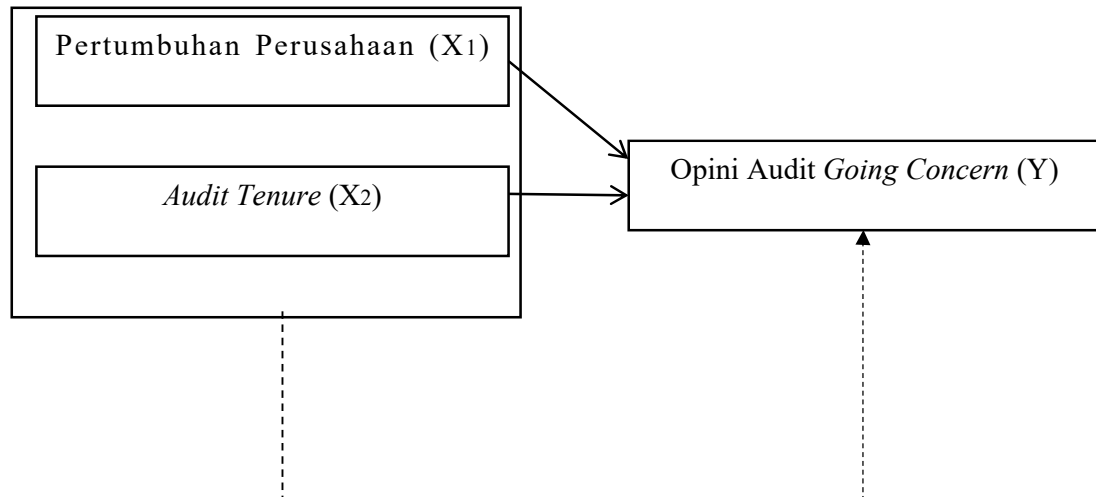 Pertumbuhan Perusahaan (X1)
Audit Tenure (X2)
Opini Audit Going Concern (Y)